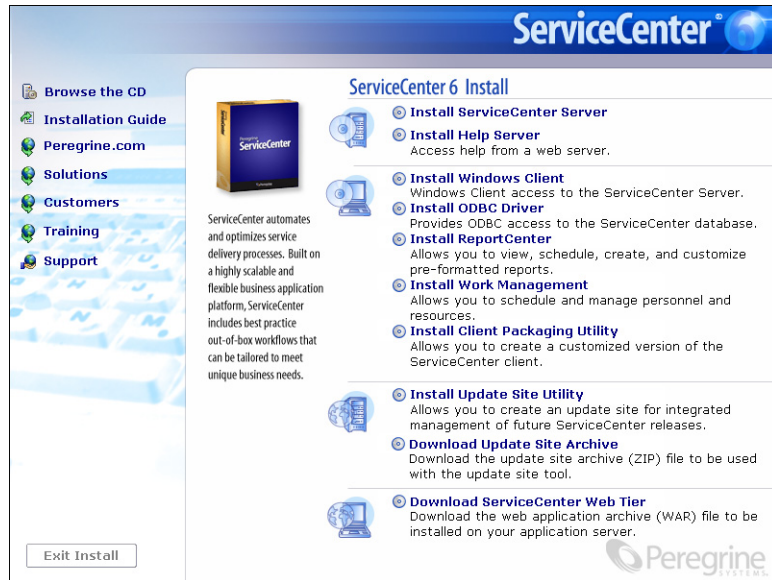 ServiceCenter® 6
Browse the CD
Installation Guide
Peregrine.com
Solutions
Customers
Training
Support
Exit Install
Peregrine
ServiceCenter
ServiceCenter automates
and optimizes service
delivery processes. Built on
a highly scalable and
flexible business application
platform, ServiceCenter
includes best practice
out-of-box workflows that
can be tailored to meet
unique business needs.
ServiceCenter 6 Install
Install ServiceCenter Server
Install Help Server
Access help from a web server.
Install Windows Client
Windows Client access to the ServiceCenter Server.
Install ODBC Driver
Provides ODBC access to the ServiceCenter database.
Install ReportCenter
Allows you to view, schedule, create, and customize
pre-formatted reports.
Install Work Management
Allows you to schedule and manage personnel and
resources.
Install Client Packaging Utility
Allows you to create a customized version of the
ServiceCenter client.
Install Update Site Utility
Allows you to create an update site for integrated
management of future ServiceCenter releases.
Download Update Site Archive
Download the update site archive (ZIP) file to be used
with the update site tool.
Download ServiceCenter Web Tier
Download the web application archive (WAR) file to be
installed on your application server.
Peregrine
SYSTEMS